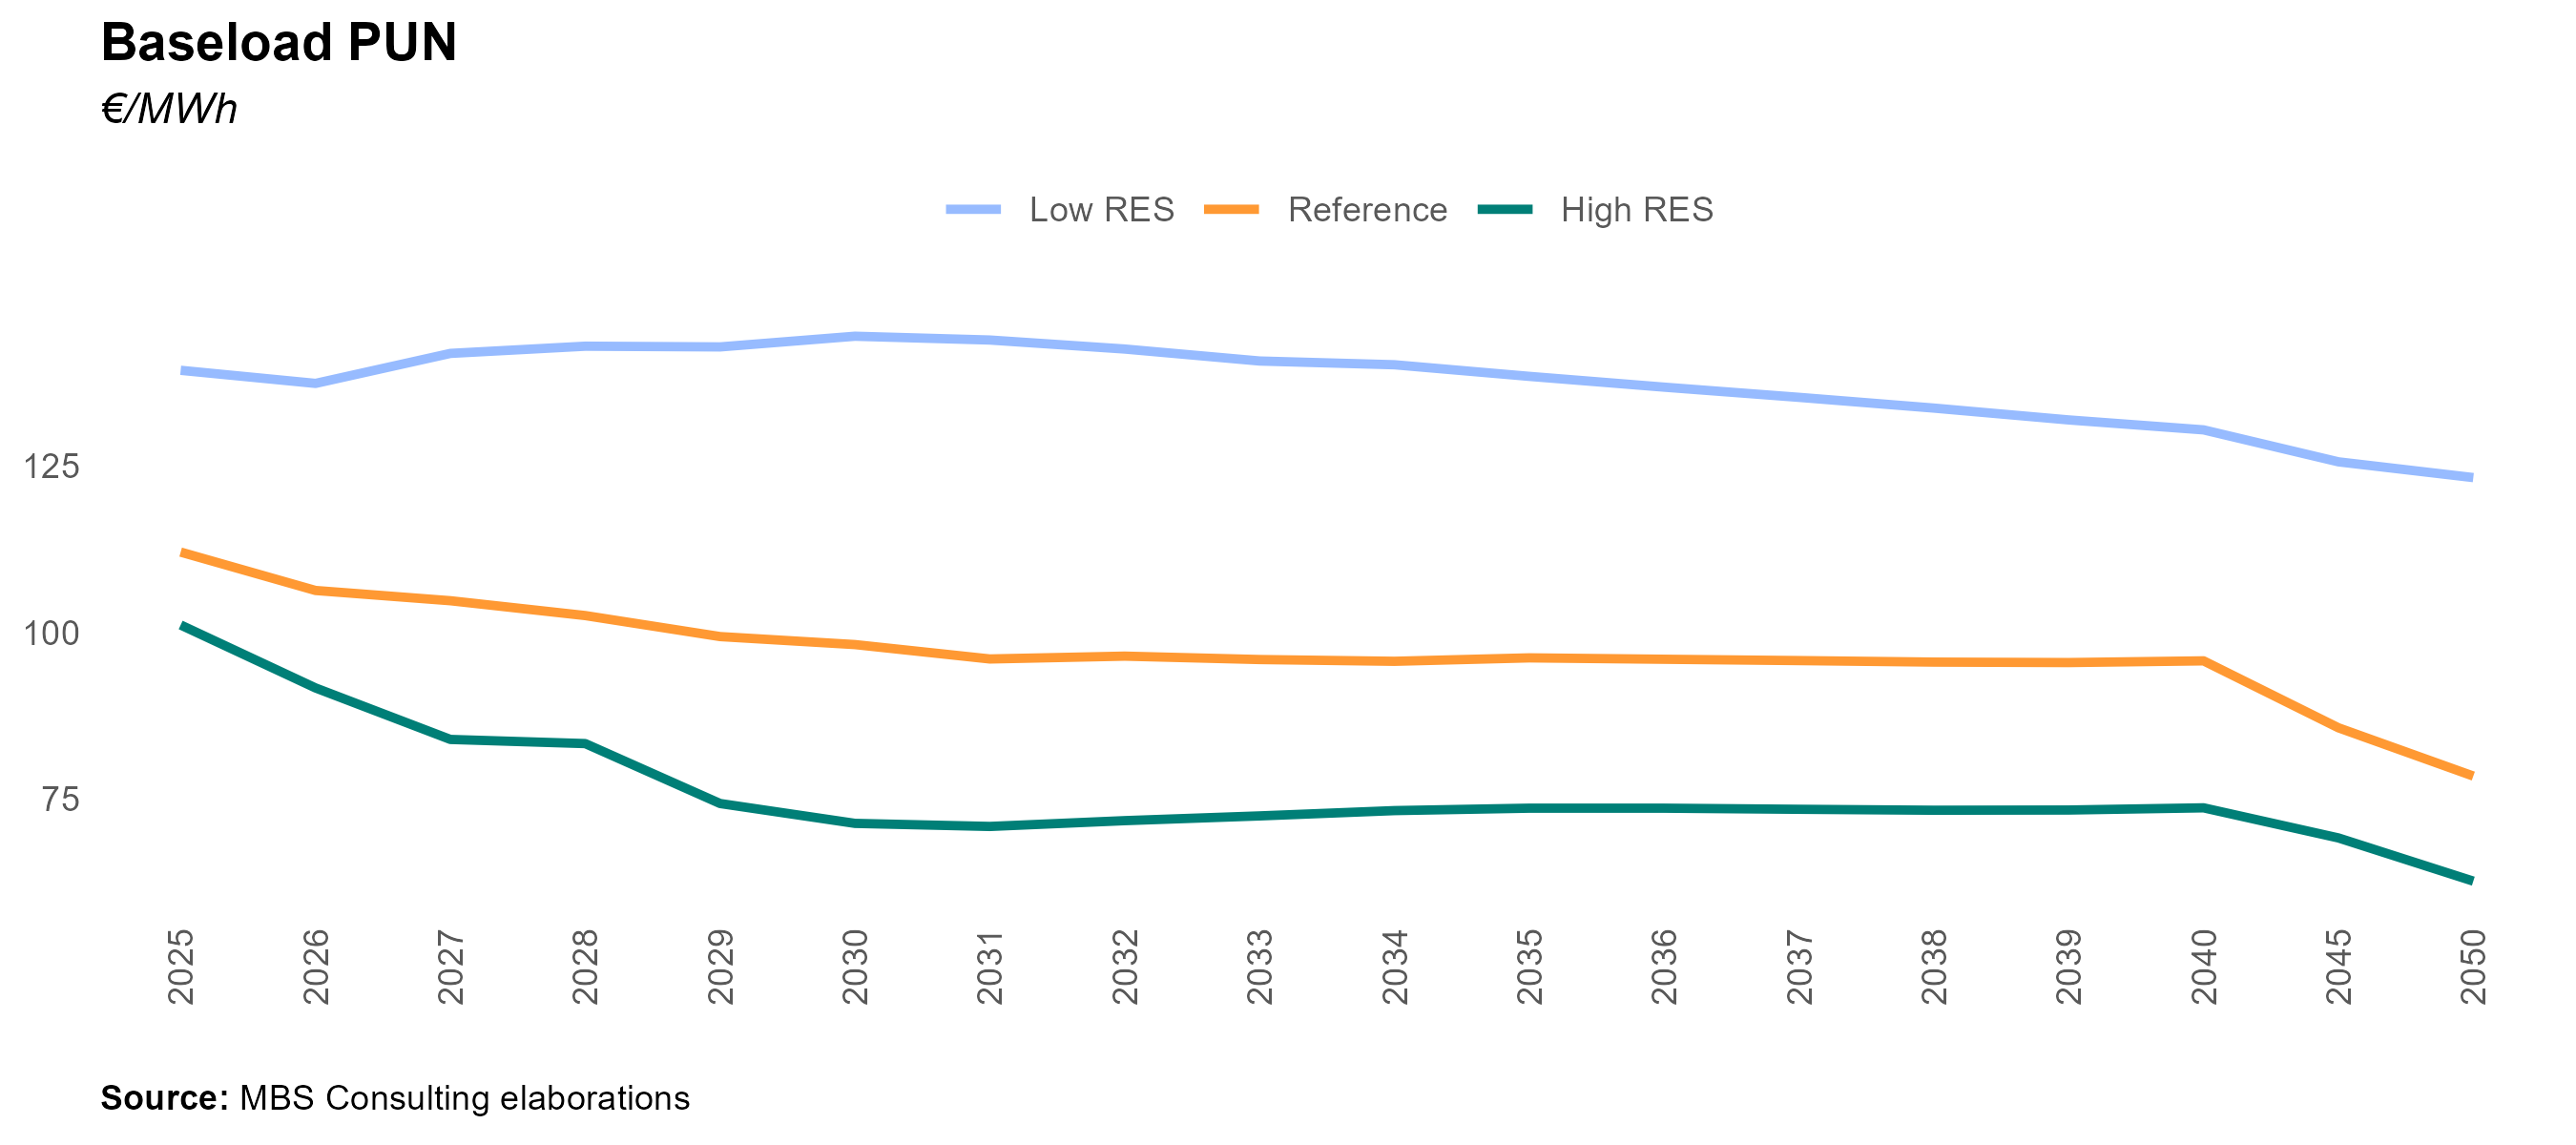 Baseload PUN
€/MWh
Low RES Reference High RES
125
100
75
2025 2026 2027 2028 2029 2030 2031 2032 2033 2034 2035 2036 2037 2038 2039 2040 2045 2050
Source: MBS Consulting elaborations